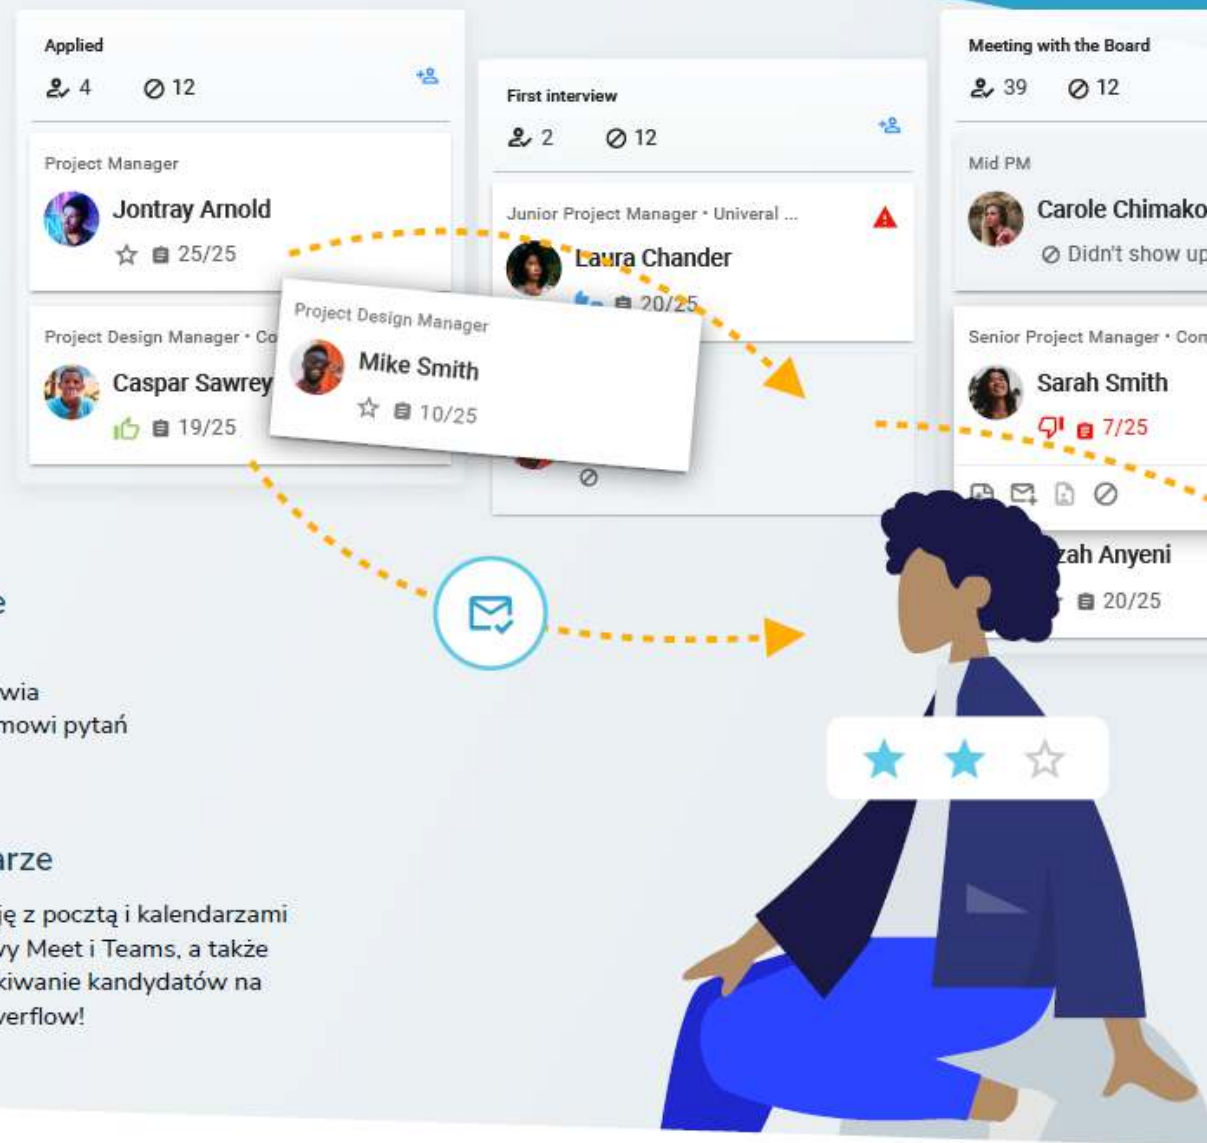 Applied
4 12
Project Manager
Jontray Arnold
25/25
Project Design Manager • Co
Caspar Sawrey
19/25
Project Design Manager
Mike Smith
10/25
First interview
2 12
Junior Project Manager • Univeral ...
Laura Chander
20/25
Meeting with the Board
39 12
Mid PM
Carole Chimako
Didn't show up
Senior Project Manager • Con
Sarah Smith
7/25
zah Anyeni
20/25
e
wia
mowi pytań
arze
ję z pocztą i kalendarzami
wy Meet i Teams, a także
kiwanie kandydatów na
verflow!